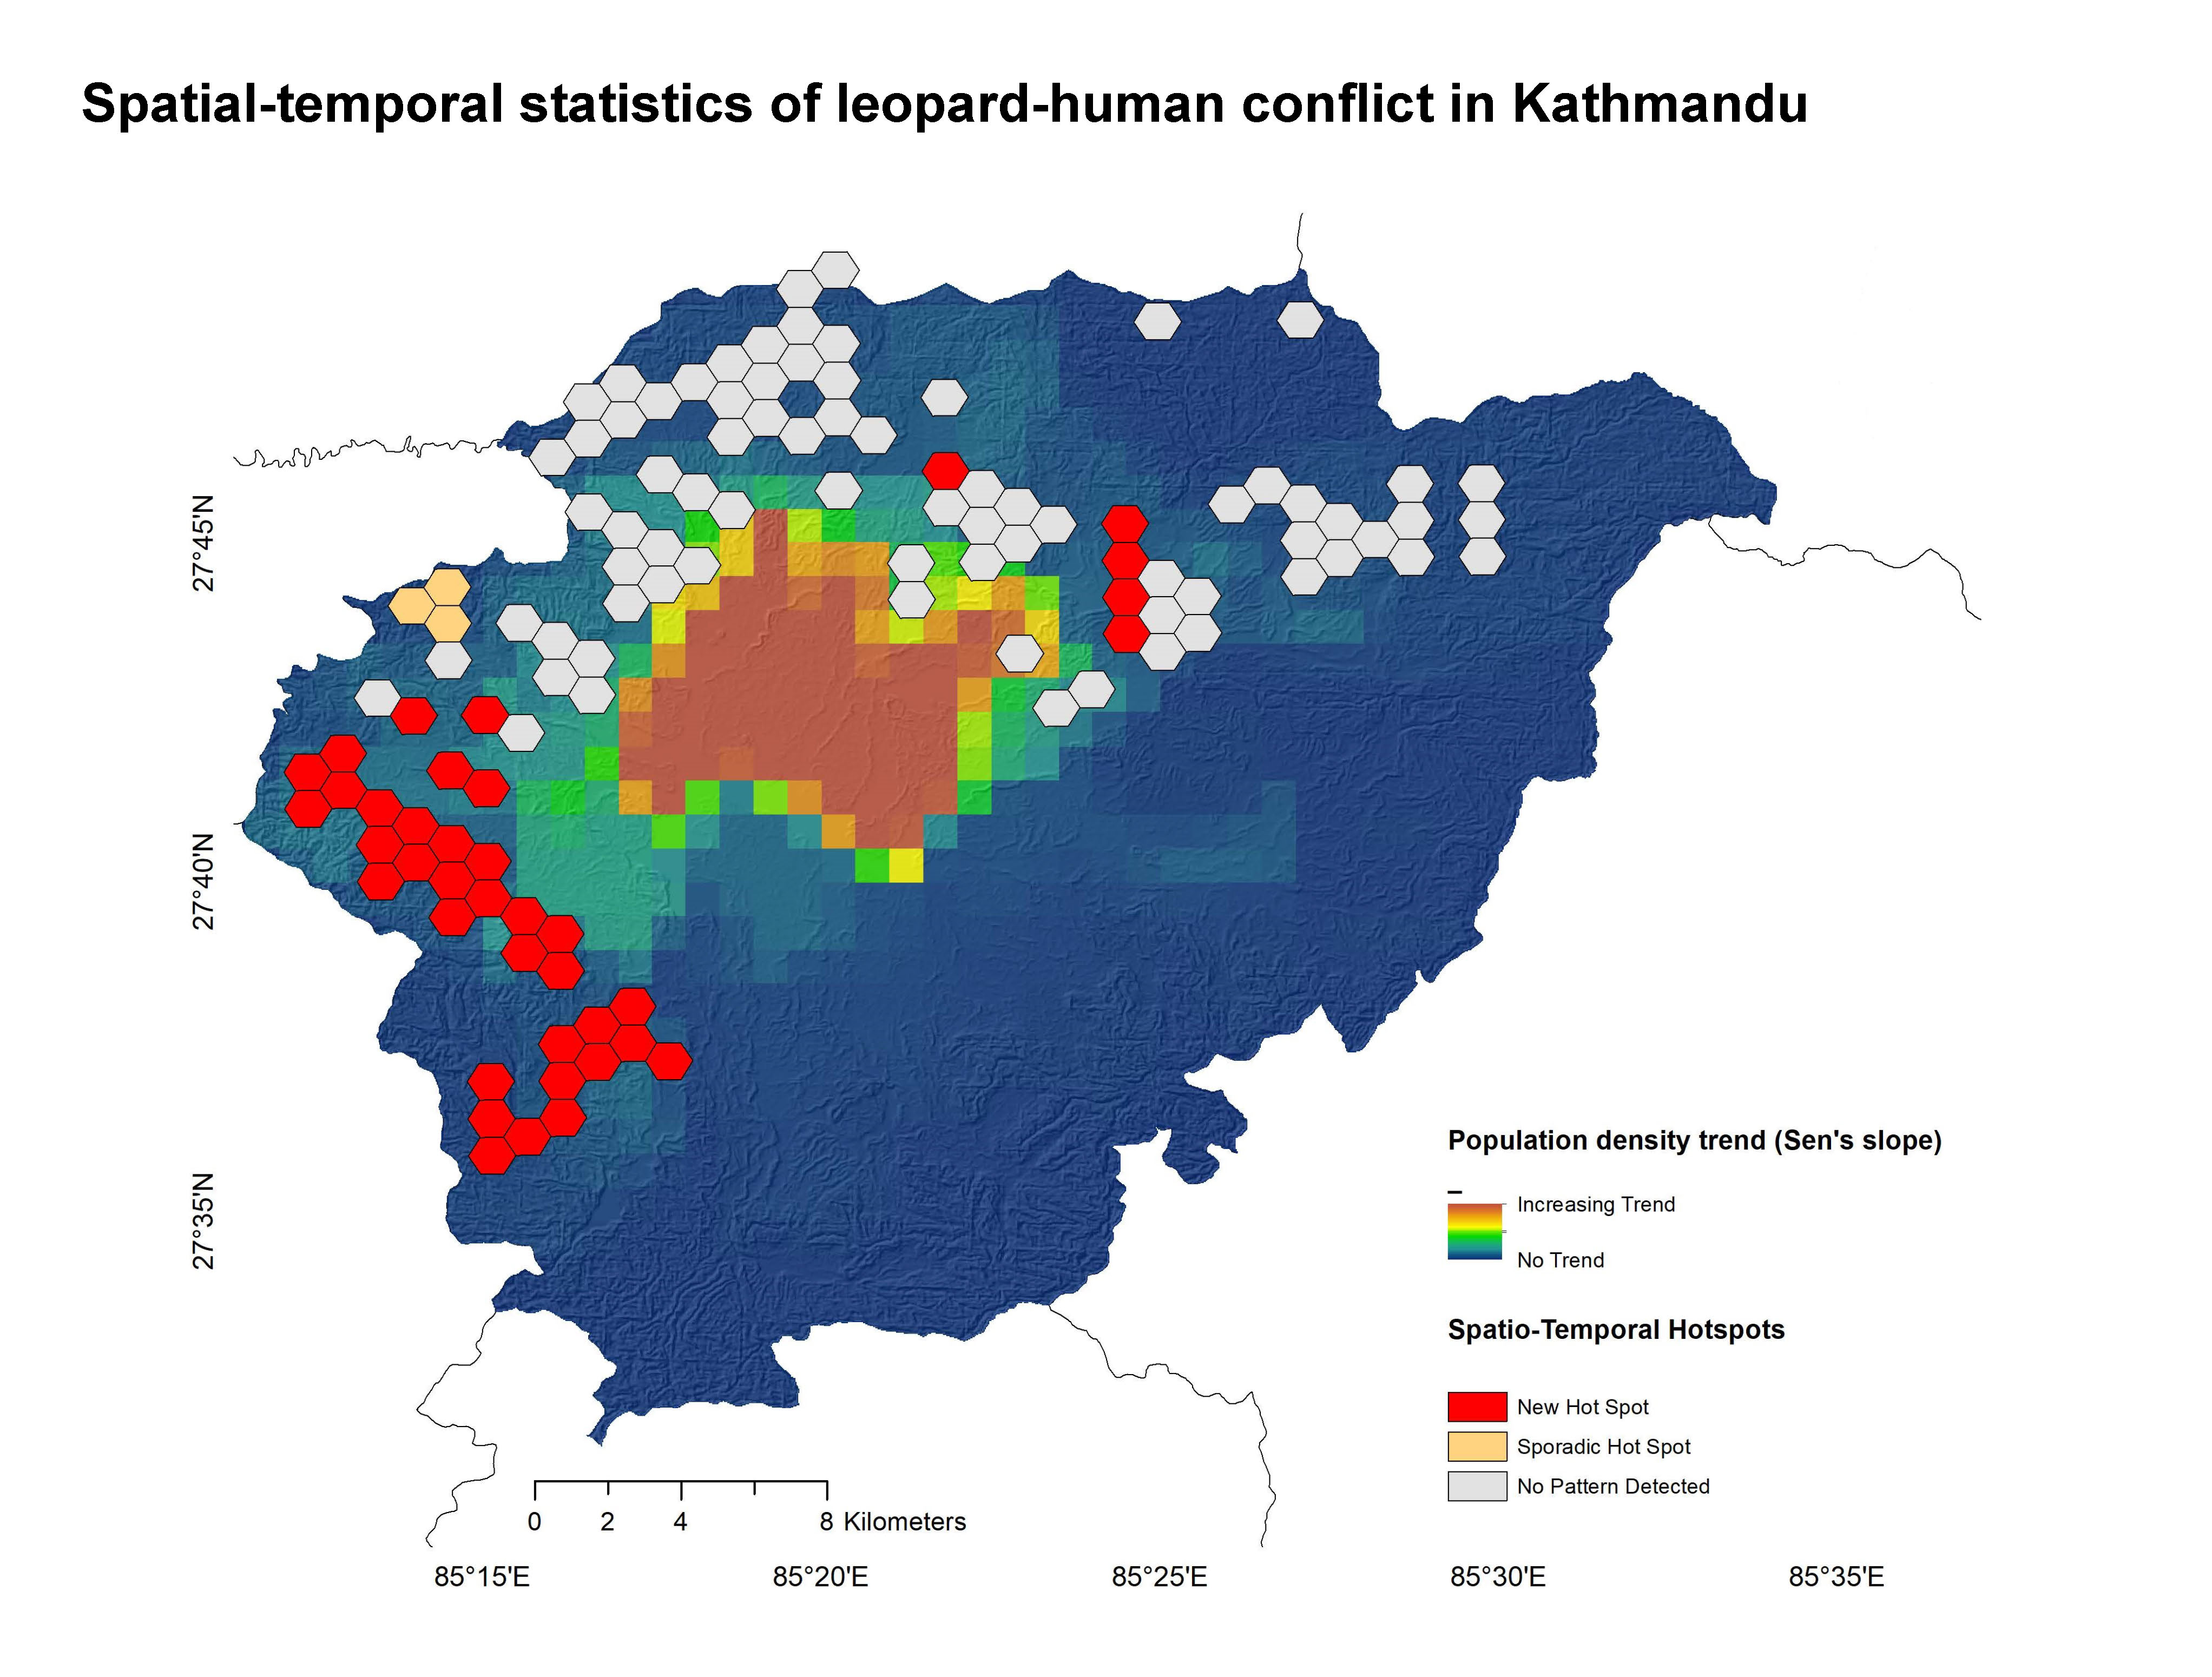 Spatial-temporal statistics of leopard-human conflict in Kathmandu
27°45'N
27°40'N
27°35'N
Population density trend (Sen's slope)
Increasing Trend
No Trend
Spatio-Temporal Hotspots
New Hot Spot
Sporadic Hot Spot
No Pattern Detected
0 2 4 8 Kilometers
85°15'E 85°20'E 85°25'E 85°30'E 85°35'E